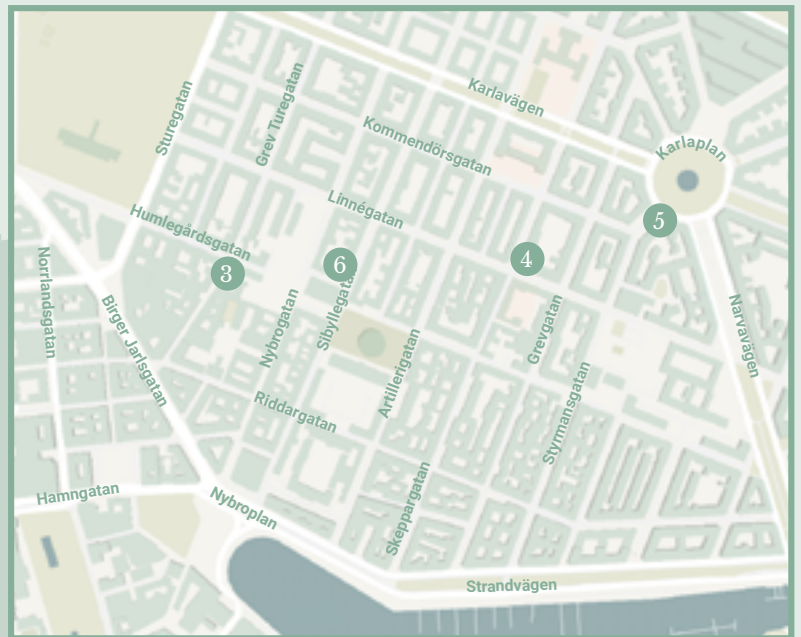 Karlavägen
Sturegatan
Grev Turegatan
Kommendörsgatan
Karlaplan
Linnégatan
5
Humlegårdsgatan
4
6
3
Norrlandsgatan
Birger Jarlsgatan
Nybrogatan
Sibyllegatan
Artillerigatan
Grevgatan
Narvavägen
Styrmansgatan
Riddargatan
Skeppargatan
Hamngatan
Nybroplan
Strandvägen